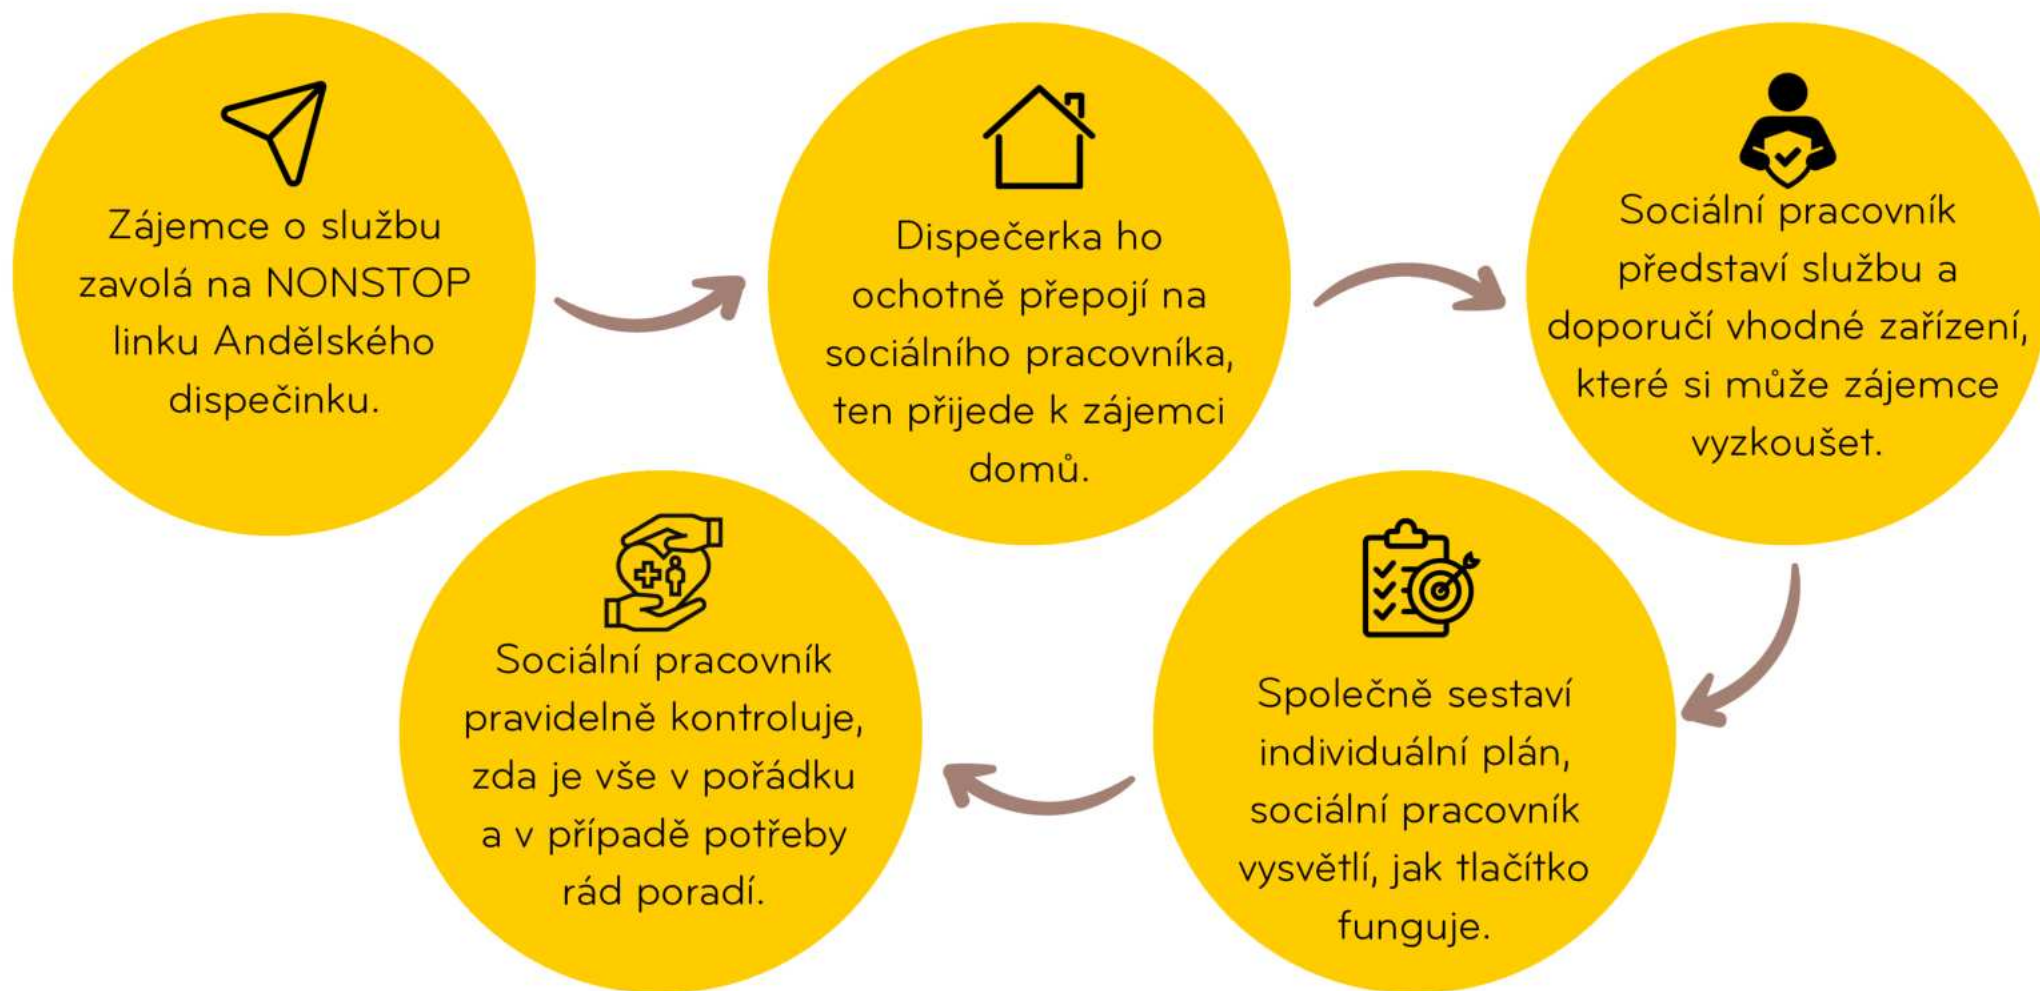 Zájemce o službu
zavolá na NONSTOP
linku Andělského
dispečinku.
Dispečerka ho
ochotně přepojí na
sociálního pracovníka,
ten přijede k zájemci
domů.
Sociální pracovník
představí službu a
doporučí vhodné zařízení,
které si může zájemce
vyzkoušet.
Společně sestaví
individuální plán,
sociální pracovník
vysvětlí, jak tlačítko
funguje.
Sociální pracovník
pravidelně kontroluje,
zda je vše v pořádku
a v případě potřeby
rád poradí.